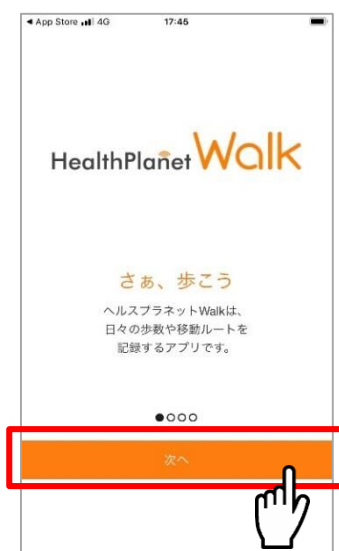 ◀ App Store 4G 17:45
HealthPlanet Walk
さぁ、歩こう
ヘルスプラネットWalkは、
日々の歩数や移動ルートを
記録するアプリです。
次へ